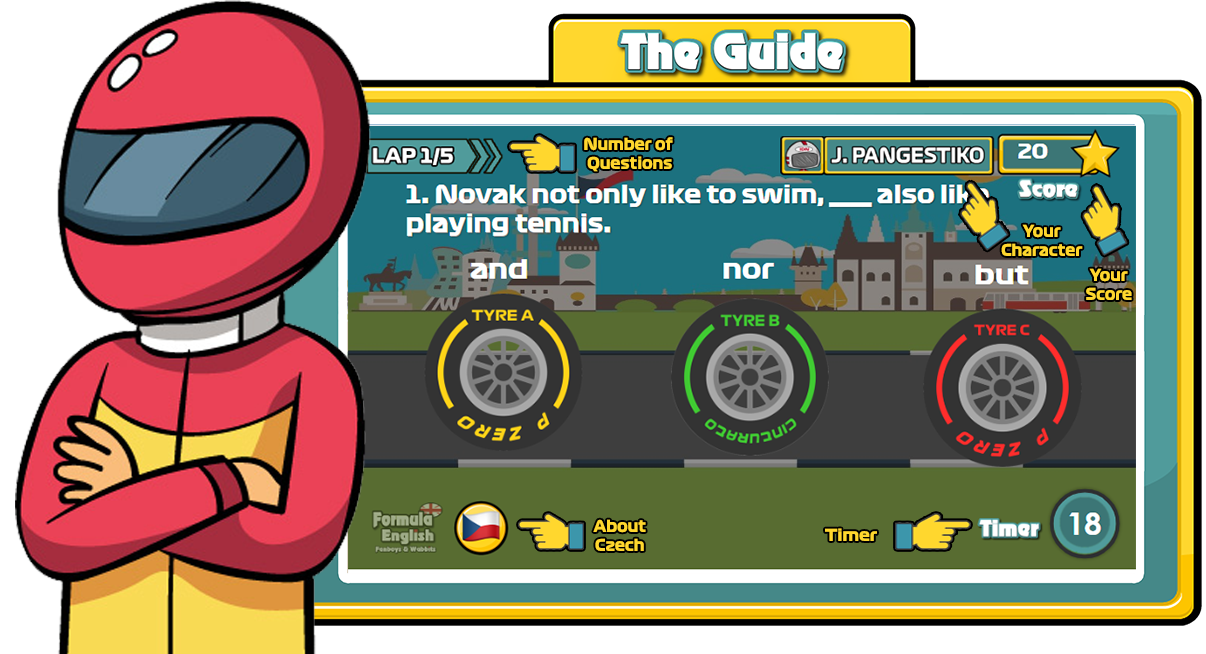 The Guide
LAP 1/5
Number of
Questions
J. PANGESTIKO
20
Score
1. Novak not only like to swim, ___ also like
playing tennis.
Your
Character
Your
Score
and
nor
but
TYRE A
P ZERO
TYRE B
CINTURATO
TYRE C
P ZERO
Formula
English
About
Czech
Timer
Timer
18